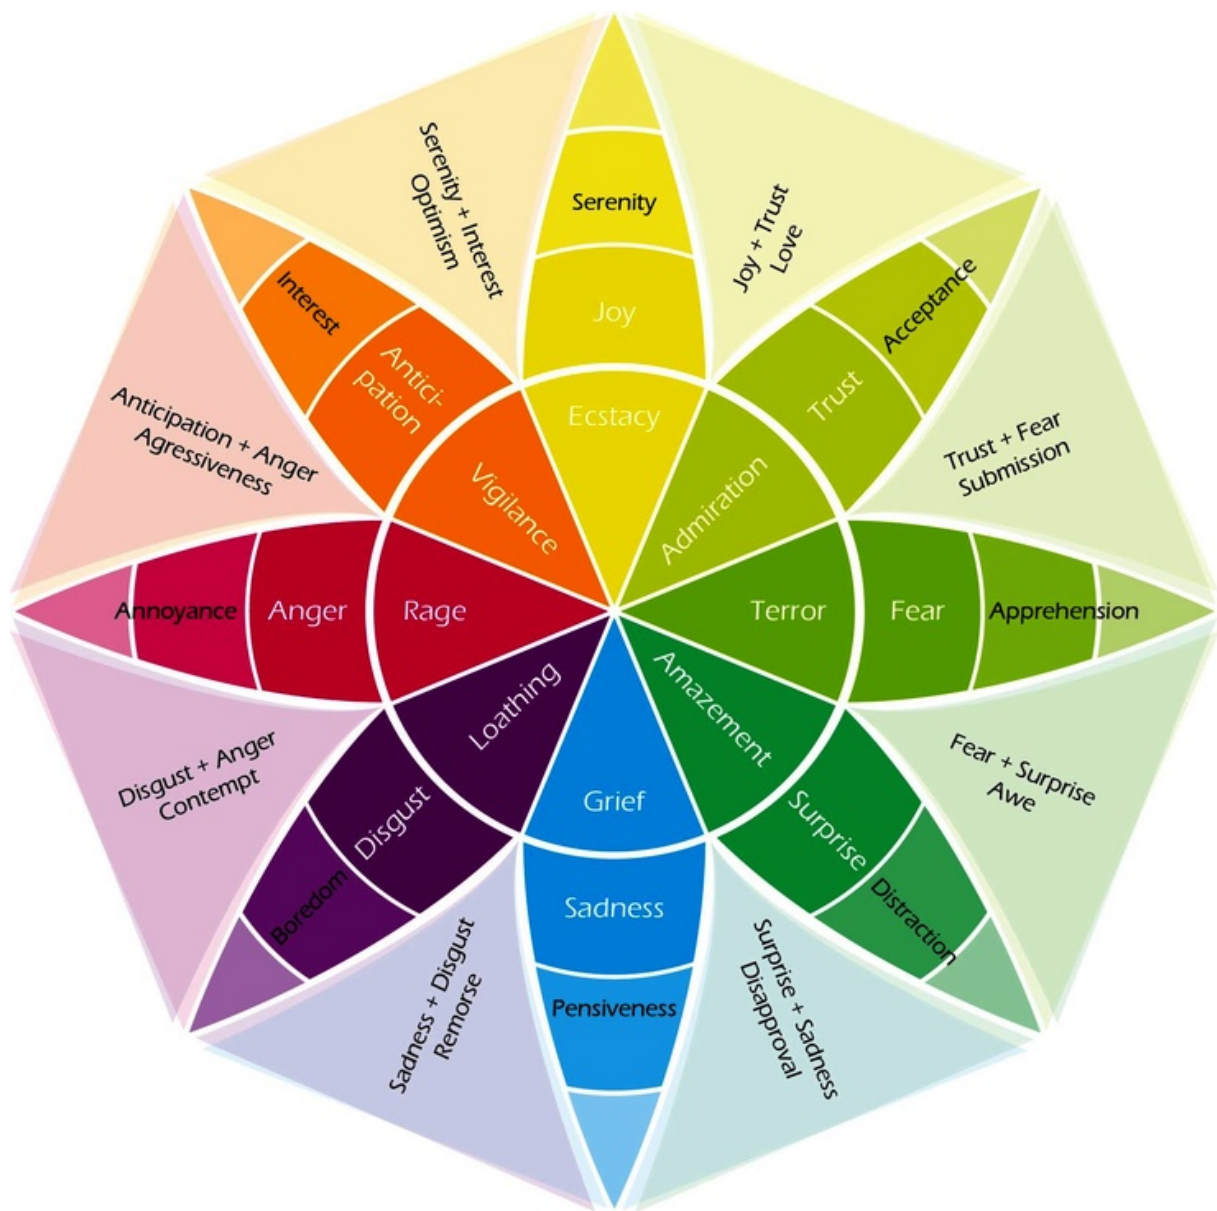 Serenity + Interest
Optimism
Serenity
Joy
Ecstacy
Joy + Trust
Love
Acceptance
Trust
Admiration
Trust + Fear
Submission
Terror
Fear
Apprehension
Fear + Surprise
Awe
Amazement
Surprise
Distraction
Surprise + Sadness
Disapproval
Grief
Sadness
Pensiveness
Sadness + Disgust
Remorse
Loathing
Disgust
Boredom
Disgust + Anger
Contempt
Rage
Anger
Annoyance
Anticipation + Anger
Agressiveness
Interest
Antici-
pation
Vigilance